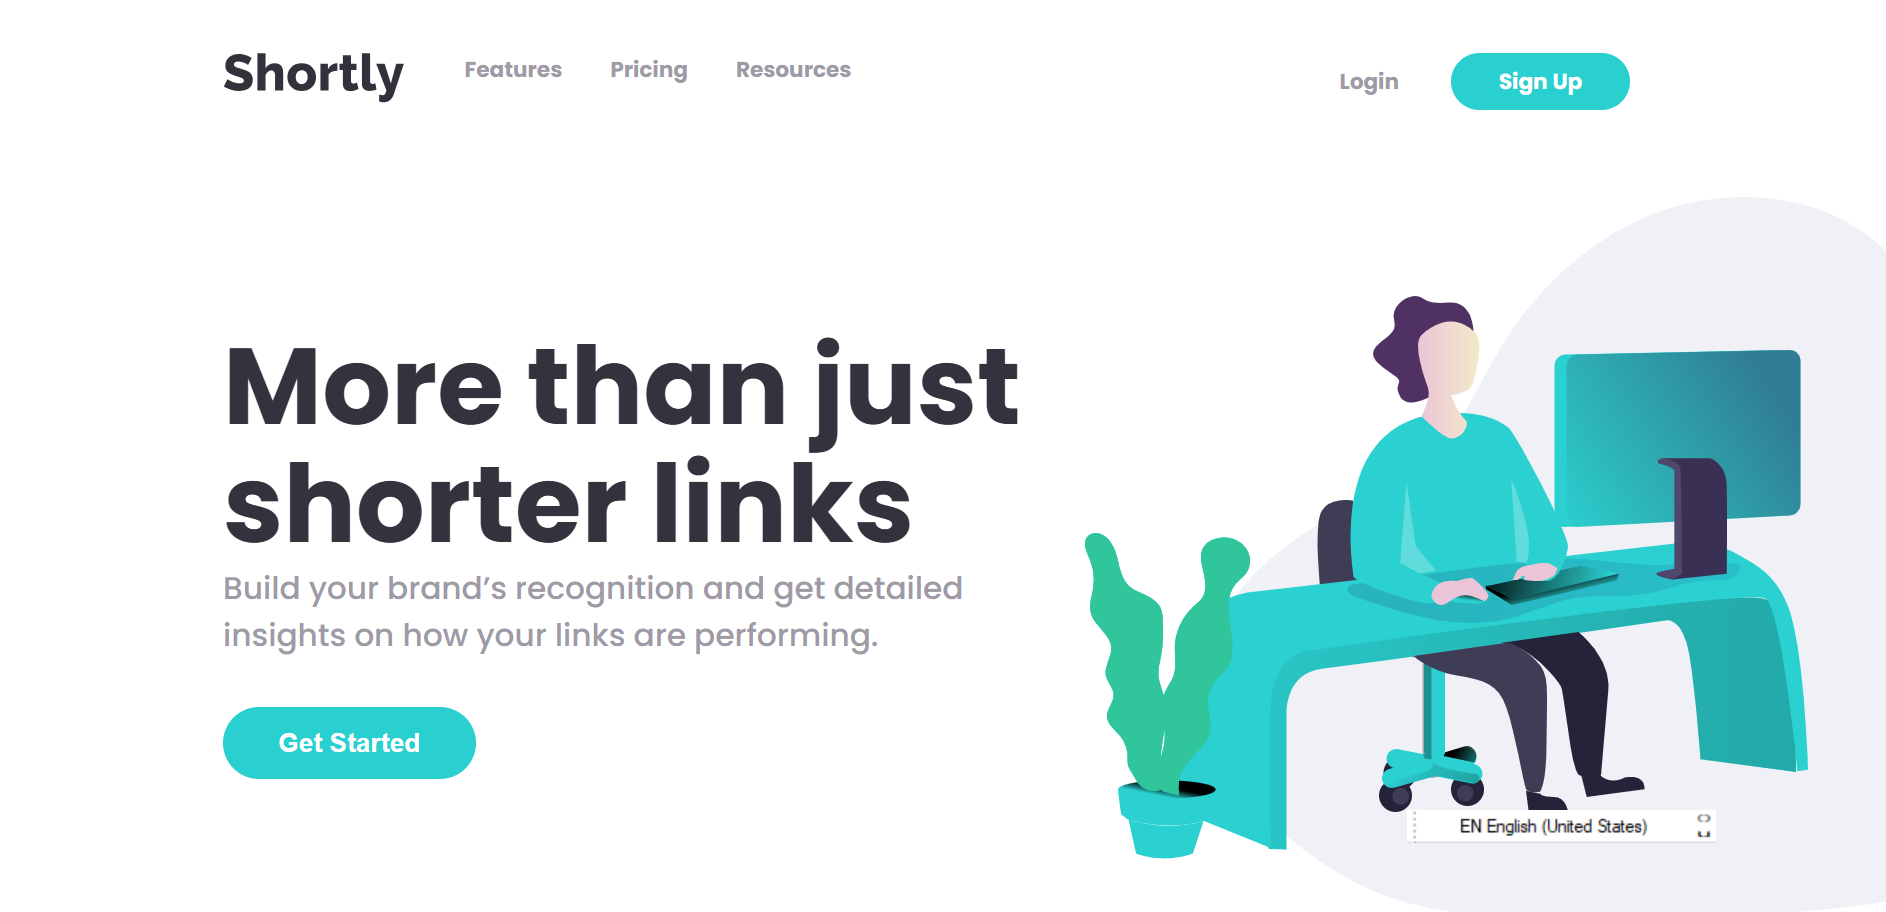 Shortly
Features
Pricing
Resources
Login
Sign Up
More than just
shorter links
Build your brand’s recognition and get detailed
insights on how your links are performing.
Get Started
EN English (United States)